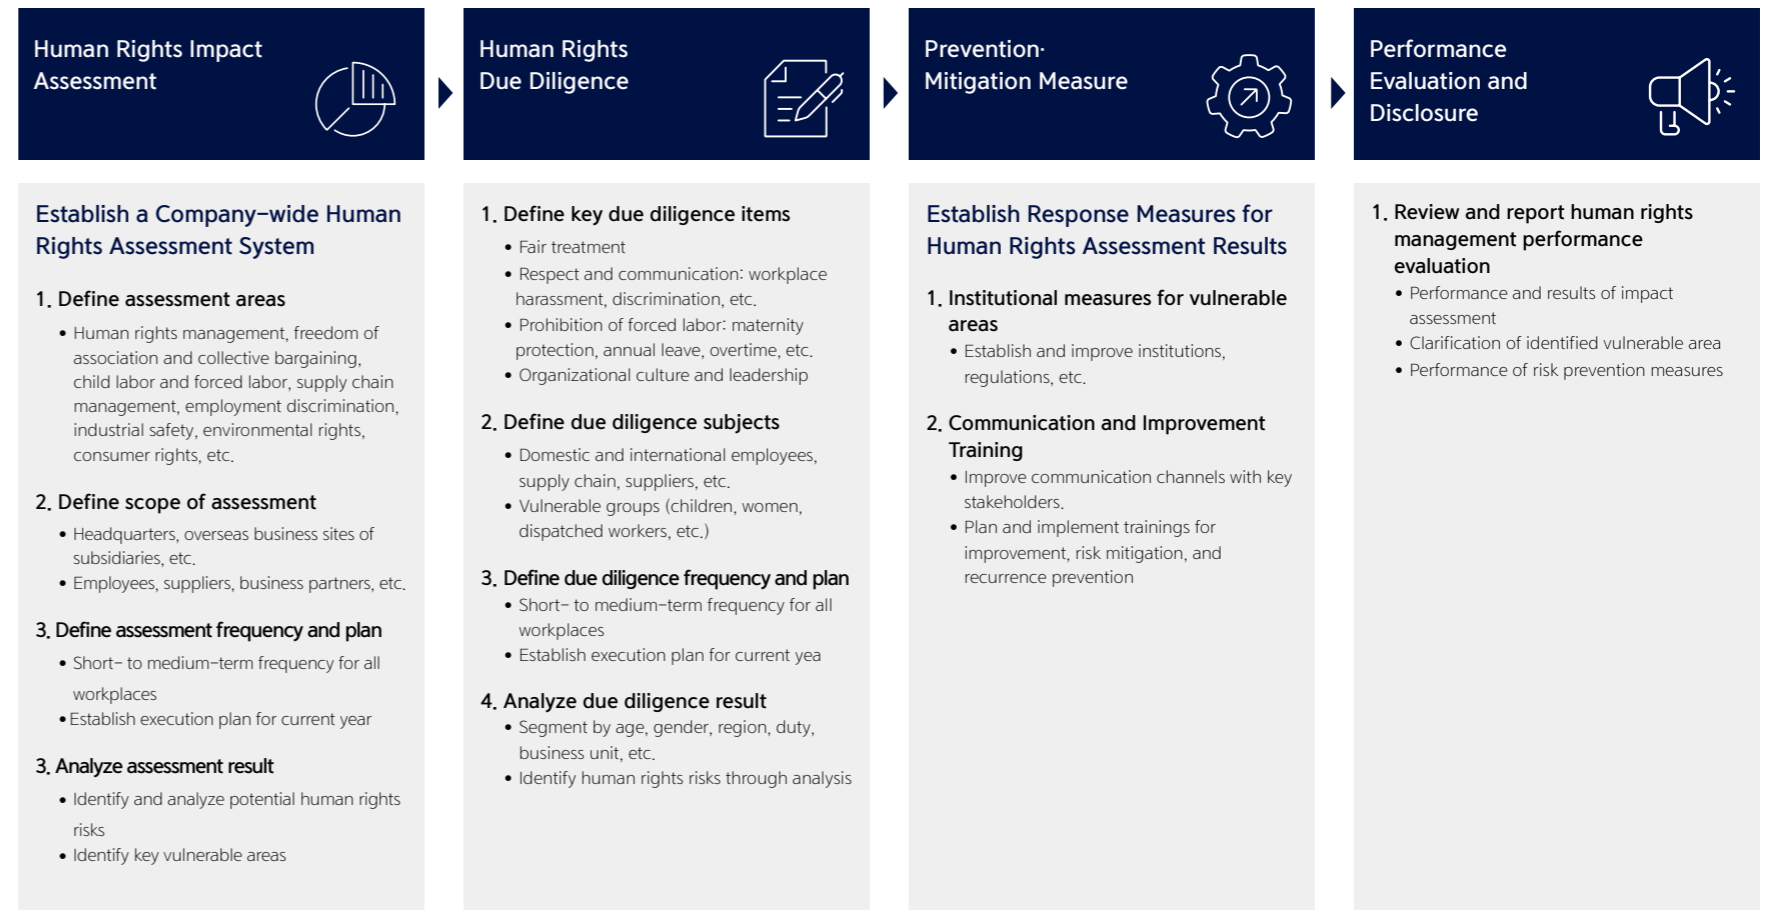 Human Rights Impact
Assessment
Establish a Company-wide Human
Rights Assessment System
1. Define assessment areas
• Human rights management, freedom of
association and collective bargaining,
child labor and forced labor, supply chain
management, employment discrimination,
industrial safety, environmental rights,
consumer rights, etc.
2. Define scope of assessment
• Headquarters, overseas business sites of
subsidiaries, etc.
• Employees, suppliers, business partners, etc.
3. Define assessment frequency and plan
• Short- to medium-term frequency for all
workplaces
• Establish execution plan for current year
3. Analyze assessment result
• Identify and analyze potential human rights
risks
• Identify key vulnerable areas
Human Rights
Due Diligence
1. Define key due diligence items
• Fair treatment
• Respect and communication: workplace
harassment, discrimination, etc.
• Prohibition of forced labor: maternity
protection, annual leave, overtime, etc.
• Organizational culture and leadership
2. Define due diligence subjects
• Domestic and international employees,
supply chain, suppliers, etc.
• Vulnerable groups (children, women,
dispatched workers, etc.)
3. Define due diligence frequency and plan
• Short- to medium-term frequency for all
workplaces
• Establish execution plan for current yea
4. Analyze due diligence result
• Segment by age, gender, region, duty,
business unit, etc.
• Identify human rights risks through analysis
Prevention·
Mitigation Measure
Establish Response Measures for
Human Rights Assessment Results
1. Institutional measures for vulnerable
areas
• Establish and improve institutions,
regulations, etc.
2. Communication and Improvement
Training
• Improve communication channels with key
stakeholders.
• Plan and implement trainings for
improvement, risk mitigation, and
recurrence prevention
Performance
Evaluation and
Disclosure
1. Review and report human rights
management performance
evaluation
• Performance and results of impact
assessment
• Clarification of identified vulnerable area
• Performance of risk prevention measures